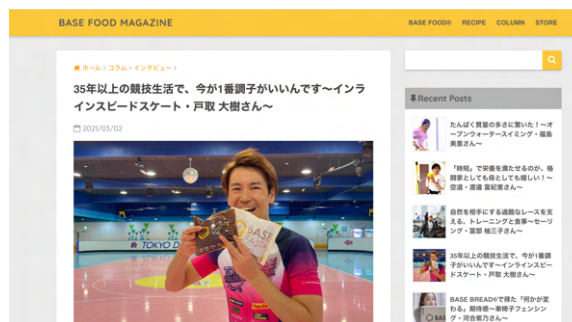 BASE FOOD MAGAZINE
BASE FOOD® RECIPE COLUMN STORE
ホーム › コラム › インタビュー ›
35年以上の競技生活で、今が1番調子がいいんです〜インラ
インスピードスケート・戸取 大樹さん〜
2021/03/02
TOKYO D
BASE
PASTA
Recent Posts
たんぱく質量の多さに驚いた！〜オ
ープンウォータースイミング・福島
美里さん〜
「時短」で栄養を満たせるのが、格
闘家としても母としても嬉しい！〜
空道・渡邉 富紀恵さん〜
自然を相手にする過酷なレースを支
える、トレーニングと食事〜セーリ
ング・冨部 柚三子さん〜
35年以上の競技生活で、今が1番調
子がいいんです〜インラインスピー
ドスケート・戸取 大樹さん〜
BASE BREAD®で得た「何かが変
わる」期待感〜車椅子フェンシン
グ・河合紫乃さん〜